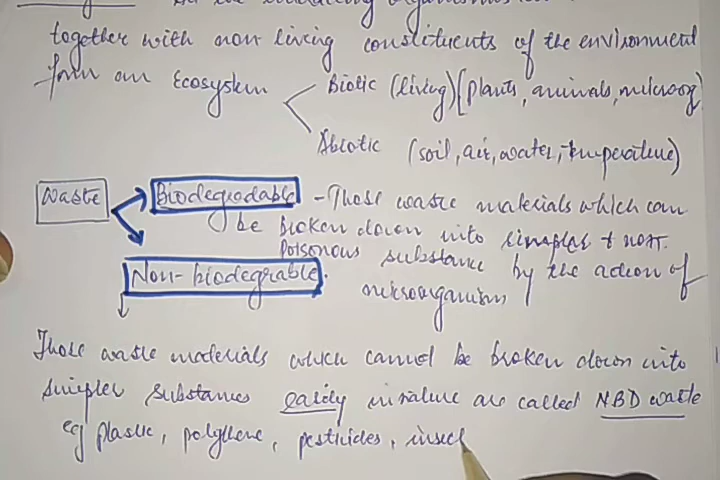 together with non living constituents of the environment
form an Ecosystem
Biotic (living) [plants, animals, microorg
Abiotic (soil, air, water, temperature)
Waste
Biodegradable - Those waste materials which can
be broken down into simpler & non.
poisonous substance by the action of
Non-biodegrable.
microorganism
Those waste materials which cannot be broken down into
simpler substances easily in nature are called NBD waste
eg plastic, polythene, pesticides, insec